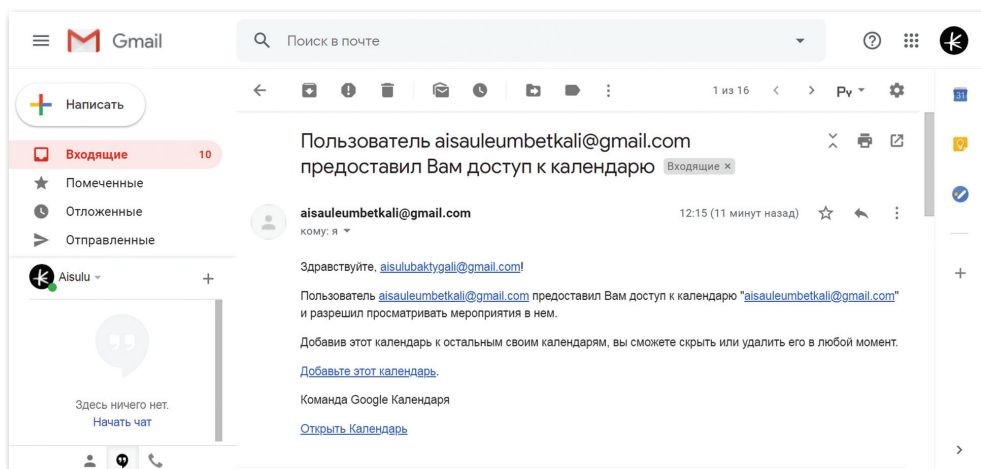 Gmail
Поиск в почте
Написать
1 из 16
Ру
31
Входящие 10
Помеченные
Отложенные
Отправленные
Aisulu
Здесь ничего нет.
Начать чат
Пользователь aisauleumbetkali@gmail.com
предоставил Вам доступ к календарю Входящие ×
aisauleumbetkali@gmail.com 12:15 (11 минут назад)
кому: я
Здравствуйте, aisulubaktygali@gmail.com!
Пользователь aisauleumbetkali@gmail.com предоставил Вам доступ к календарю "aisauleumbetkali@gmail.com"
и разрешил просматривать мероприятия в нем.
Добавив этот календарь к остальным своим календарям, вы сможете скрыть или удалить его в любой момент.
Добавьте этот календарь.
Команда Google Календаря
Открыть Календарь